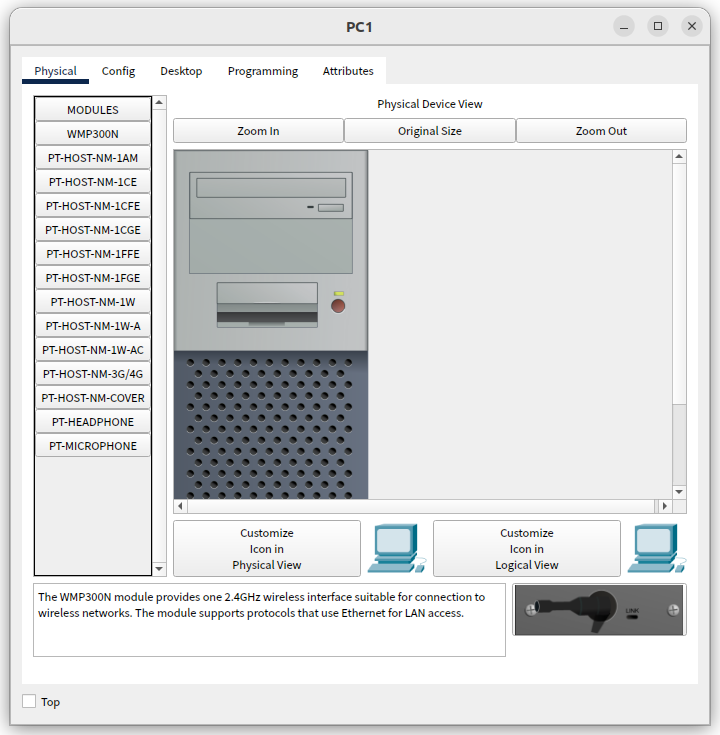 PC1
Physical
Config
Desktop
Programming
Attributes
MODULES
WMP300N
PT-HOST-NM-1AM
PT-HOST-NM-1CE
PT-HOST-NM-1CFE
PT-HOST-NM-1CGE
PT-HOST-NM-1FFE
PT-HOST-NM-1FGE
PT-HOST-NM-1W
PT-HOST-NM-1W-A
PT-HOST-NM-1W-AC
PT-HOST-NM-3G/4G
PT-HOST-NM-COVER
PT-HEADPHONE
PT-MICROPHONE
Physical Device View
Zoom In
Original Size
Zoom Out
Customize
Icon in
Physical View
Customize
Icon in
Logical View
The WMP300N module provides one 2.4GHz wireless interface suitable for connection to
wireless networks. The module supports protocols that use Ethernet for LAN access.
LINK
Top